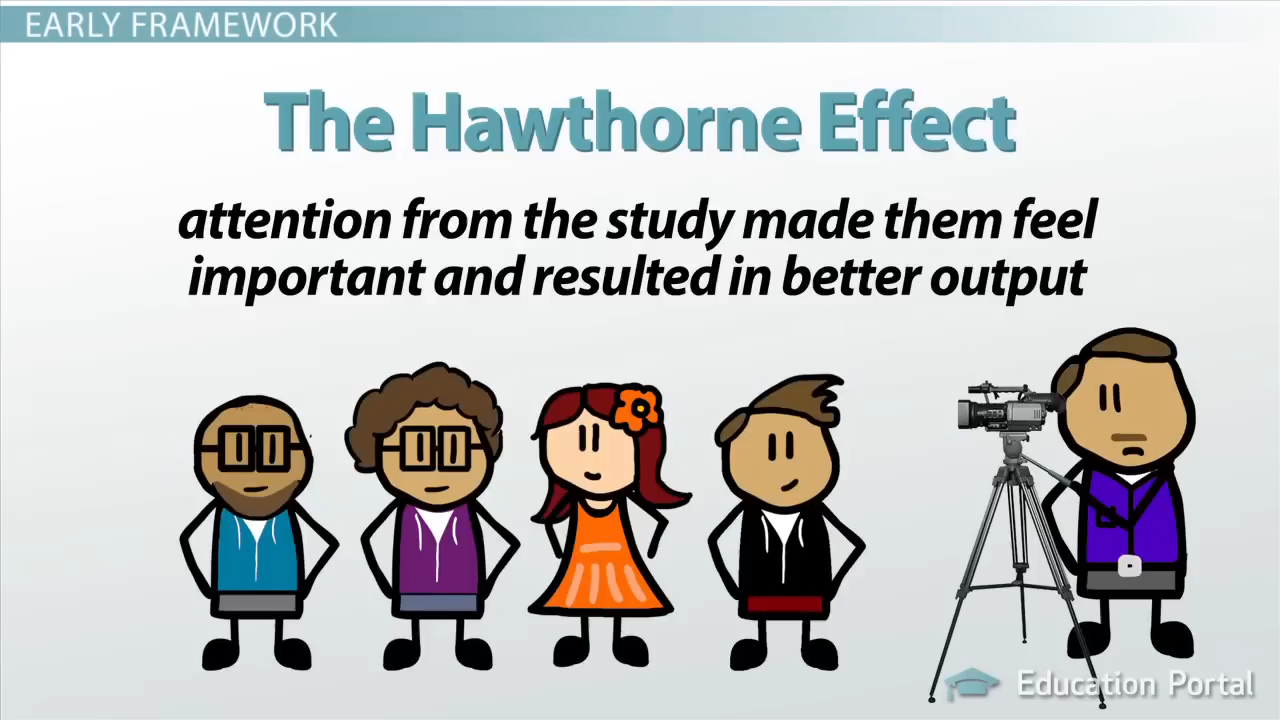 EARLY FRAMEWORK
The Hawthorne Effect
attention from the study made them feel
important and resulted in better output
Education Portal